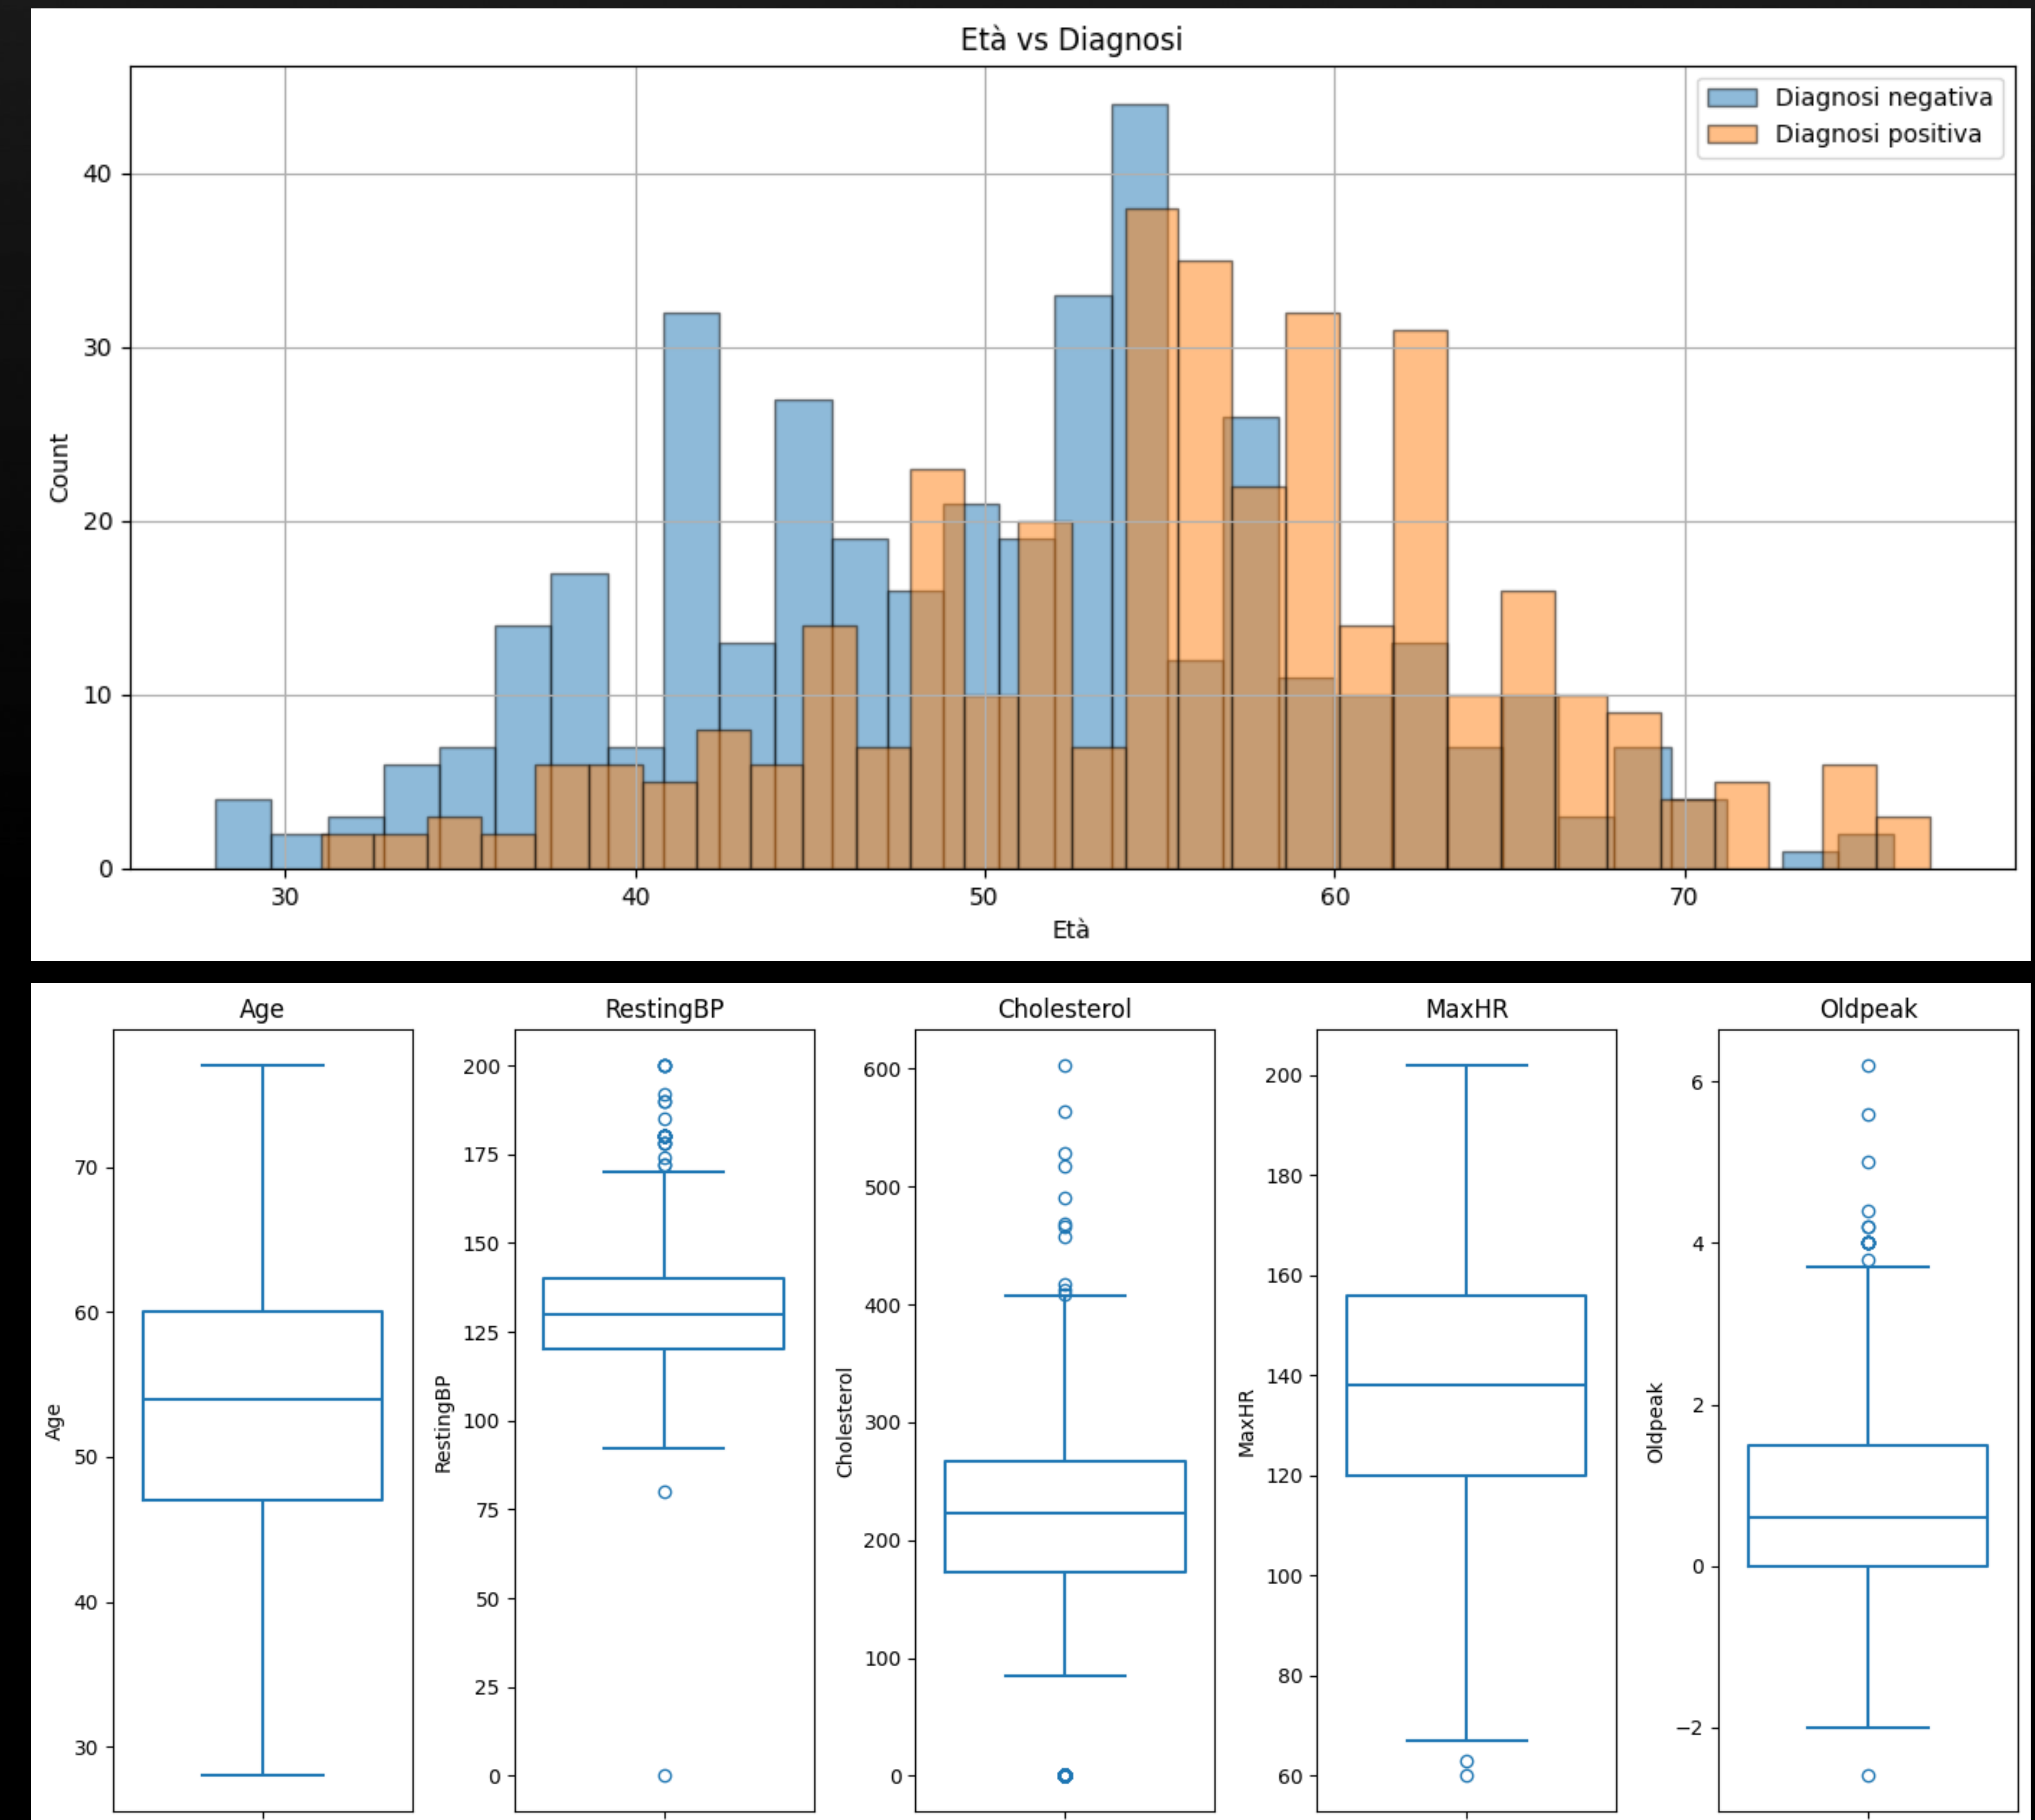 Età vs Diagnosi
Diagnosi negativa
Diagnosi positiva
Count
40
30
20
10
0
30 40 50 60 70
Età
Age
Age
70
60
50
40
30
RestingBP
RestingBP
200
175
150
125
100
75
50
25
0
Cholesterol
Cholesterol
600
500
400
300
200
100
0
MaxHR
MaxHR
200
180
160
140
120
100
80
60
Oldpeak
Oldpeak
6
4
2
0
−2